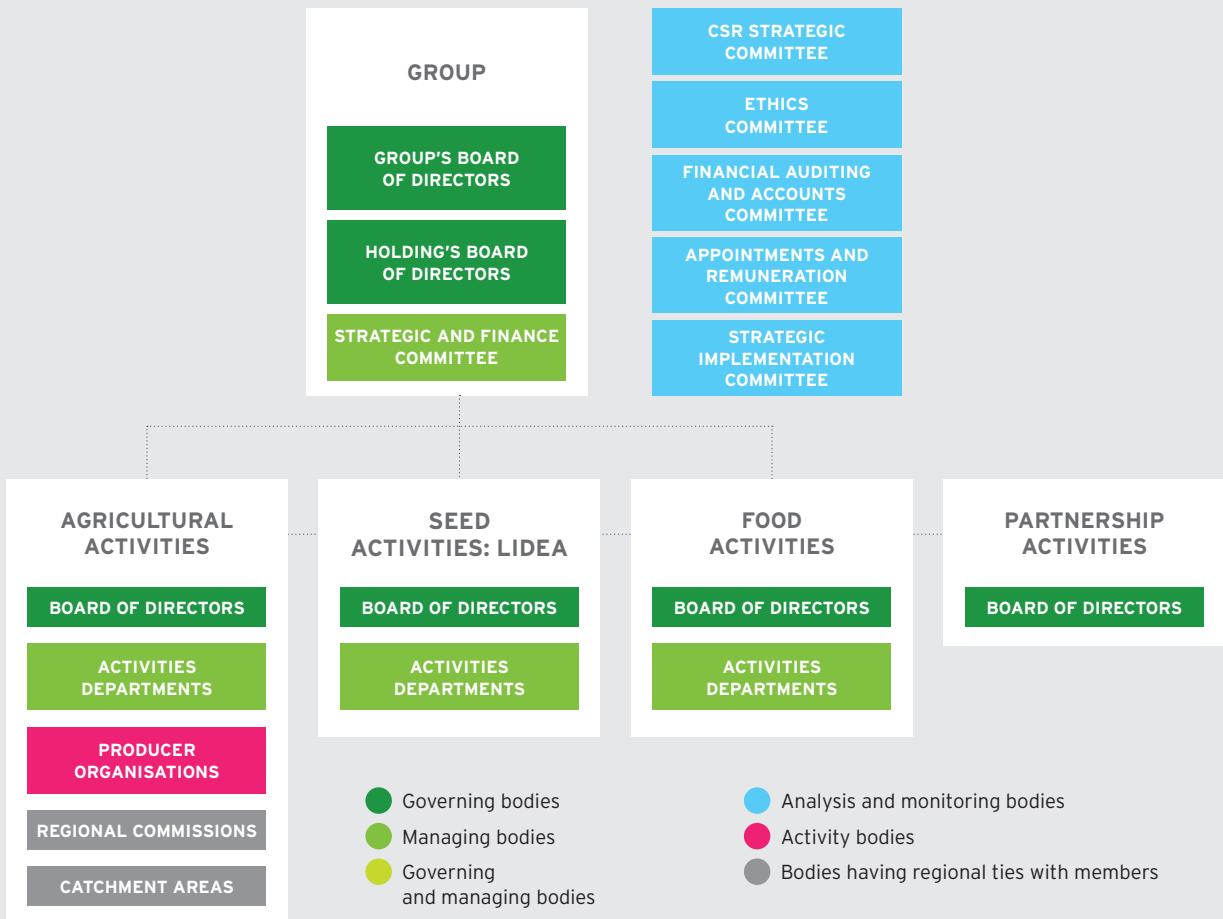 GROUP
GROUP'S BOARD
OF DIRECTORS
HOLDING'S BOARD
OF DIRECTORS
STRATEGIC AND FINANCE
COMMITTEE
CSR STRATEGIC
COMMITTEE
ETHICS
COMMITTEE
FINANCIAL AUDITING
AND ACCOUNTS
COMMITTEE
APPOINTMENTS AND
REMUNERATION
COMMITTEE
STRATEGIC
IMPLEMENTATION
COMMITTEE
AGRICULTURAL
ACTIVITIES
BOARD OF DIRECTORS
ACTIVITIES
DEPARTMENTS
PRODUCER
ORGANISATIONS
REGIONAL COMMISSIONS
CATCHMENT AREAS
SEED
ACTIVITIES: LIDEA
BOARD OF DIRECTORS
ACTIVITIES
DEPARTMENTS
FOOD
ACTIVITIES
BOARD OF DIRECTORS
ACTIVITIES
DEPARTMENTS
PARTNERSHIP
ACTIVITIES
BOARD OF DIRECTORS
Governing bodies
Managing bodies
Governing
and managing bodies
Analysis and monitoring bodies
Activity bodies
Bodies having regional ties with members